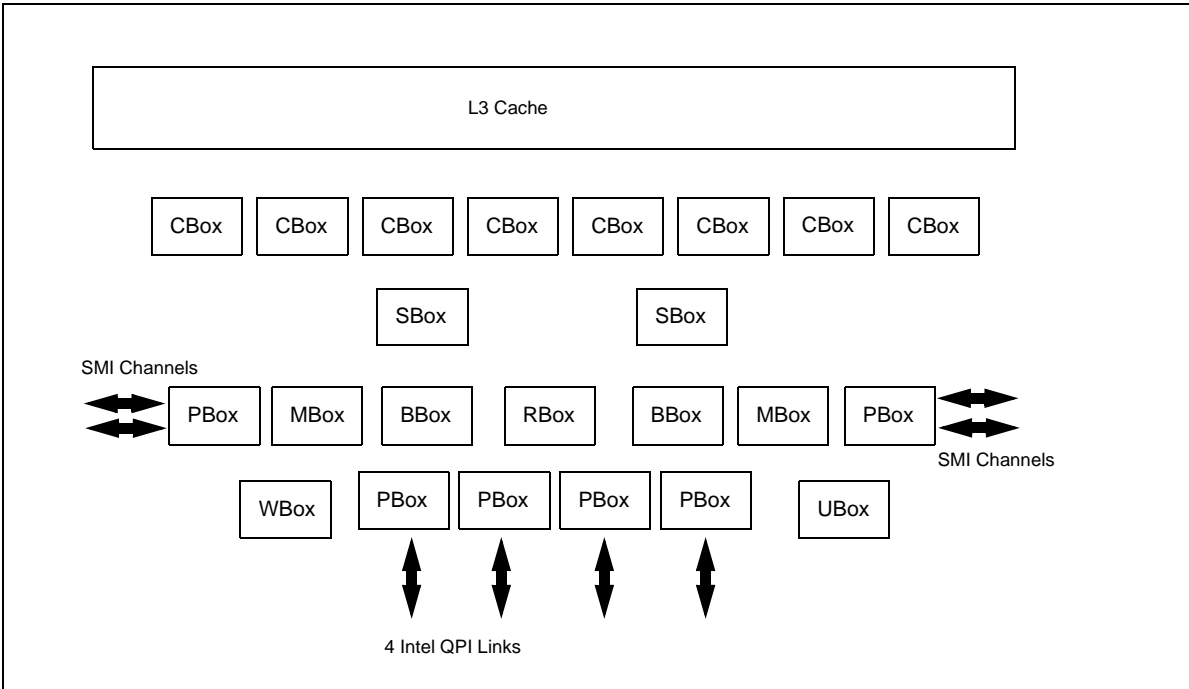 L3 Cache
CBox CBox CBox CBox CBox CBox CBox CBox
SBox SBox
SMI Channels
PBox MBox BBox RBox BBox MBox PBox
SMI Channels
WBox PBox PBox PBox PBox UBox
4 Intel QPI Links